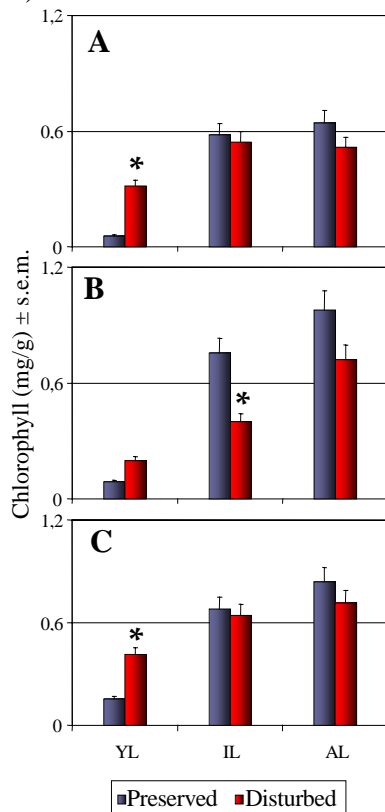 )
Chlorophyll (mg/g) ± s.e.m.
1,2
A
0.6
*
0
1.2
B
0.6
*
0
1.2
C
0.6
*
0
YL IL AL
Preserved Disturbed